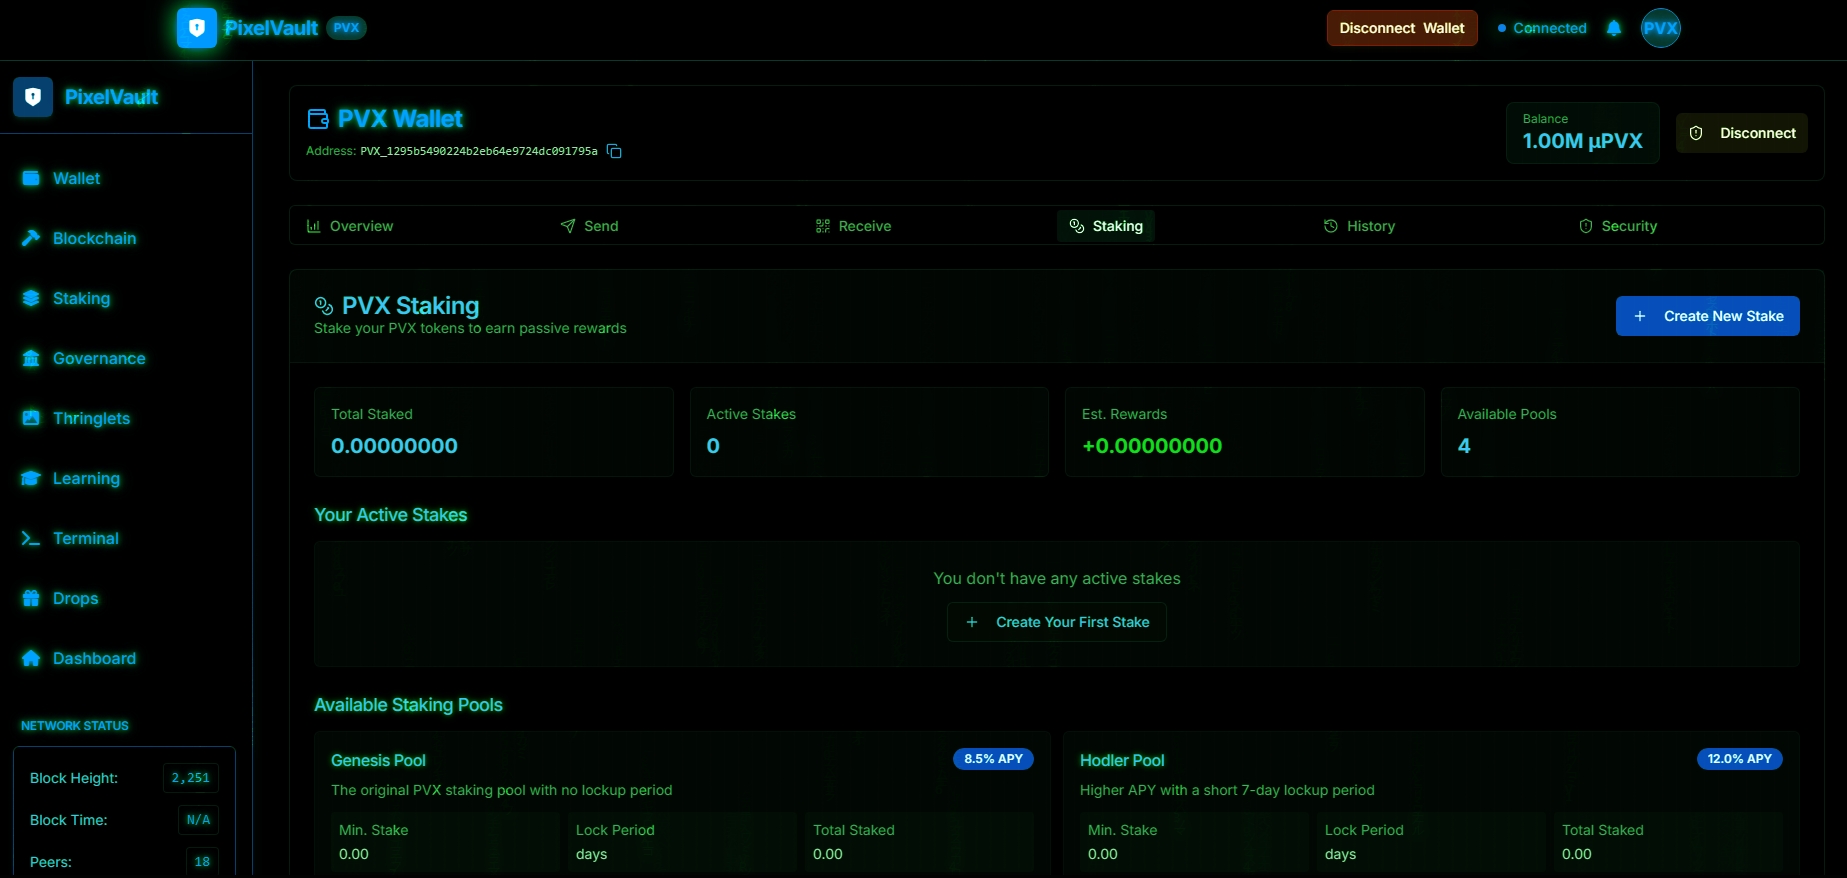 PixelVault PVX
Disconnect Wallet
Connected
PVX
PixelVault
Wallet
Blockchain
Staking
Governance
Thringlets
Learning
Terminal
Drops
Dashboard
NETWORK STATUS
Block Height: 2,251
Block Time: N/A
Peers: 18
PVX Wallet
Address: PVX_1295b5490224b2eb64e9724dc091795a
Balance
1.00M μPVX
Disconnect
Overview
Send
Receive
Staking
History
Security
PVX Staking
Stake your PVX tokens to earn passive rewards
Create New Stake
Total Staked
0.00000000
Active Stakes
0
Est. Rewards
+0.00000000
Available Pools
4
Your Active Stakes
You don't have any active stakes
Create Your First Stake
Available Staking Pools
Genesis Pool
8.5% APY
The original PVX staking pool with no lockup period
Min. Stake
0.00
Lock Period
days
Total Staked
0.00
Hodler Pool
12.0% APY
Higher APY with a short 7-day lockup period
Min. Stake
0.00
Lock Period
days
Total Staked
0.00